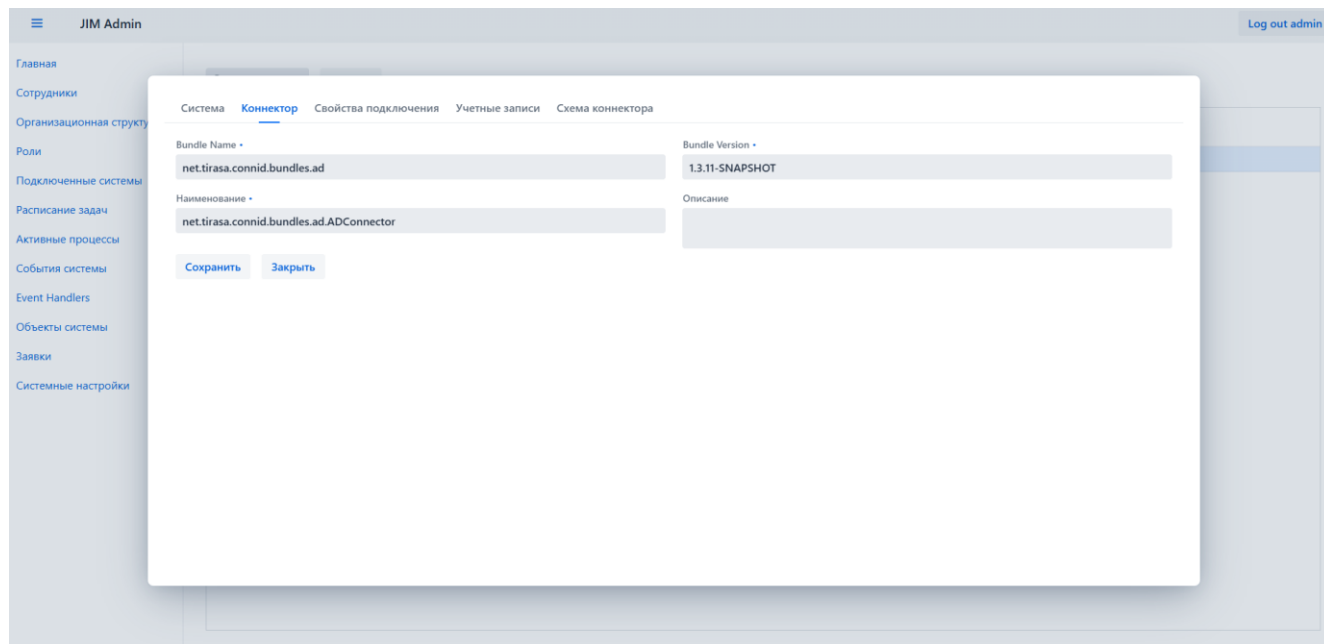 JIM Admin
Log out admin
Главная
Сотрудники
Организационная структу
Роли
Подключенные системы
Расписание задач
Активные процессы
События системы
Event Handlers
Объекты системы
Заявки
Системные настройки
Система Коннектор Свойства подключения Учетные записи Схема коннектора
Bundle Name • Bundle Version •
net.tirasa.connid.bundles.ad 1.3.11-SNAPSHOT
Наименование • Описание
net.tirasa.connid.bundles.ad.ADConnector
Сохранить Закрыть